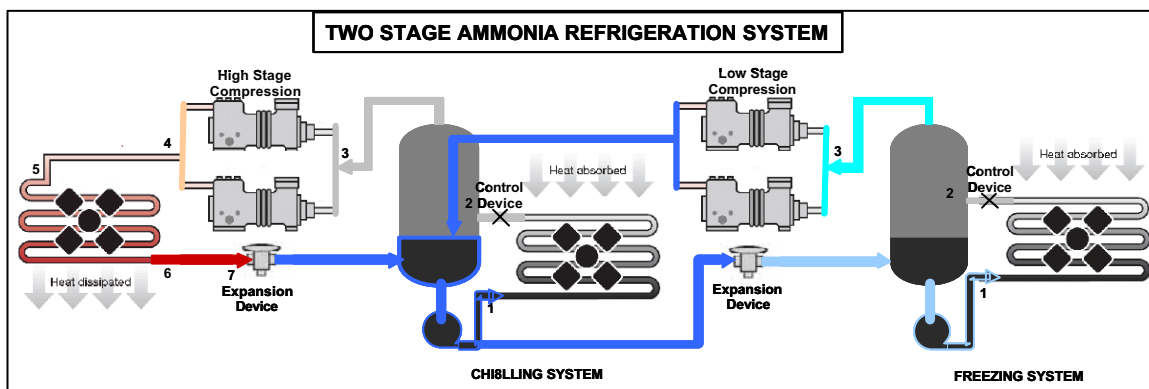 TWO STAGE AMMONIA REFRIGERATION SYSTEM
High Stage
Compression
Low Stage
Compression
4
3
3
5
Heat absorbed
Heat absorbed
2
Control
Device
2
Control
Device
6
7
Heat dissipated
Expansion
Device
1
Expansion
Device
1
CHI8LLING SYSTEM
FREEZING SYSTEM